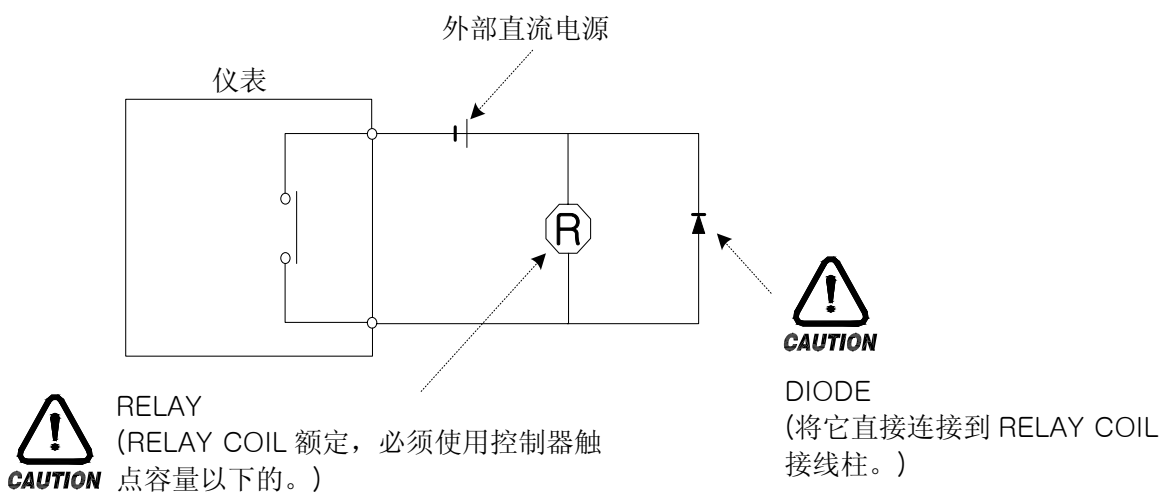 外部直流电源
仪表
R
CAUTION
DIODE
(将它直接连接到 RELAY COIL
接线柱。)
CAUTION
RELAY
(RELAY COIL 额定，必须使用控制器触
点容量以下的。)